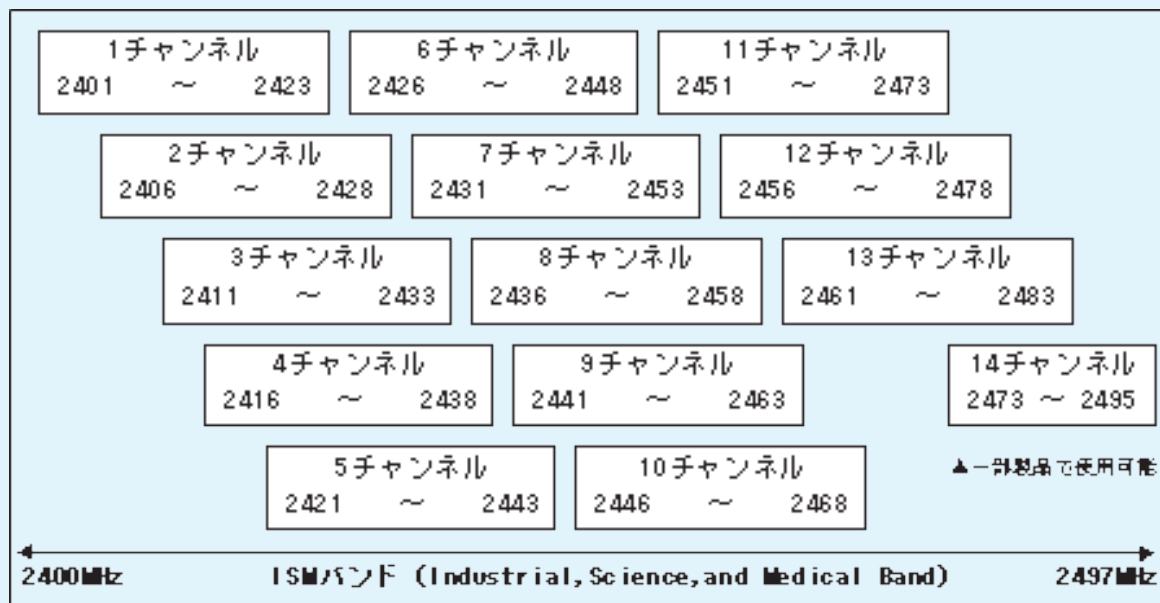 1チャンネル 6チャンネル 11チャンネル
2401 ～ 2423 2426 ～ 2448 2451 ～ 2473
2チャンネル 7チャンネル 12チャンネル
2406 ～ 2428 2431 ～ 2453 2456 ～ 2478
3チャンネル 8チャンネル 13チャンネル
2411 ～ 2433 2436 ～ 2458 2461 ～ 2483
4チャンネル 9チャンネル 14チャンネル
2416 ～ 2438 2441 ～ 2463 2473 ～ 2495
5チャンネル 10チャンネル ▲一部製品で使用可能
2421 ～ 2443 2446 ～ 2468
2400MHz ISMバンド (Industrial,Science,and Medical Band) 2497MHz